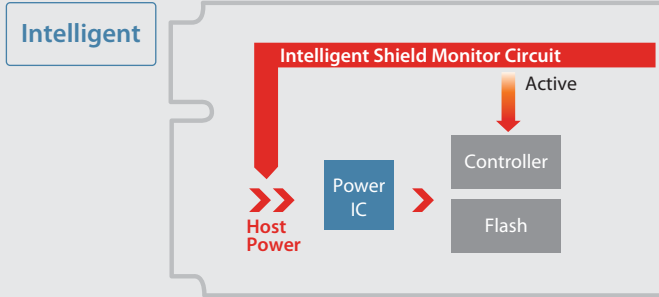 Intelligent
Intelligent Shield Monitor Circuit
Active
Controller
Power
IC
Flash
Host
Power